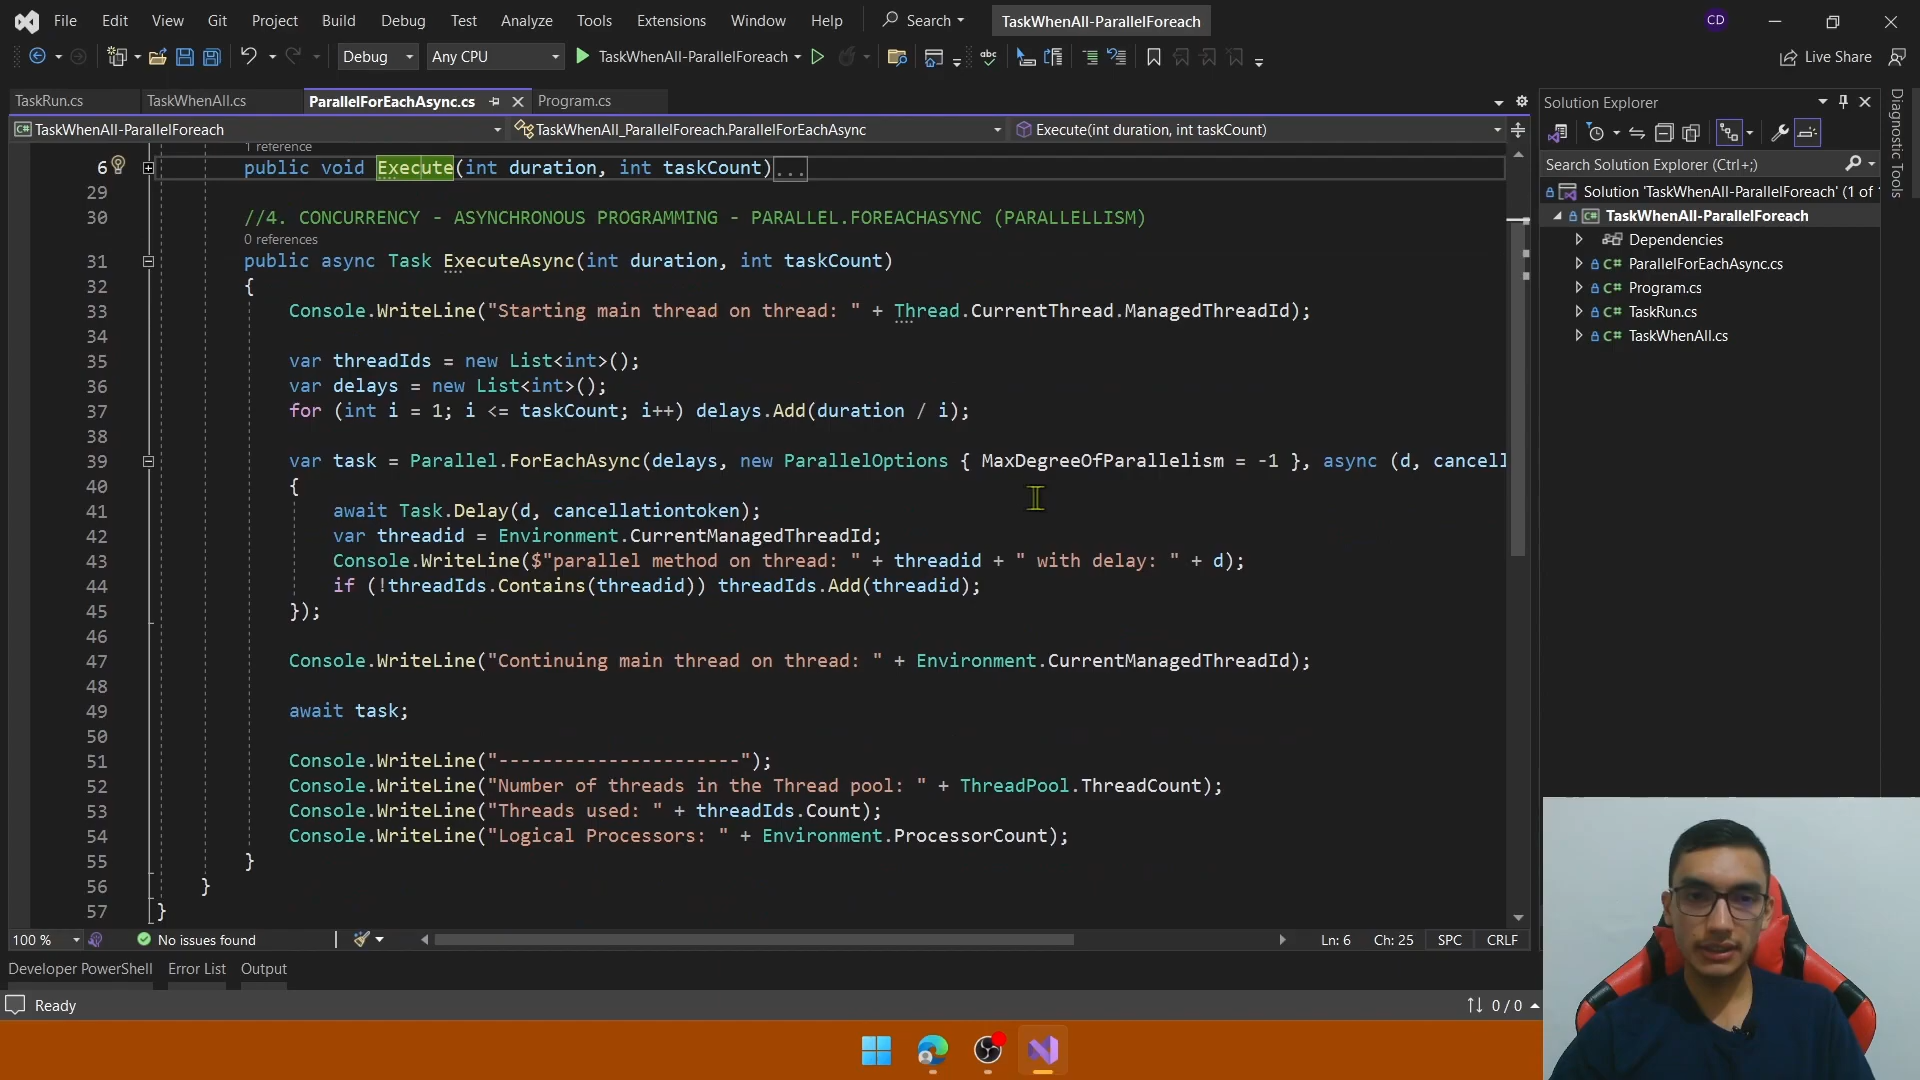 File Edit View Git Project Build Debug Test Analyze Tools Extensions Window Help Search TaskWhenAll-ParallelForeach CD
Debug Any CPU TaskWhenAll-ParallelForeach Live Share
TaskRun.cs TaskWhenAll.cs ParallelForEachAsync.cs Program.cs
TaskWhenAll-ParallelForeach TaskWhenAll_ParallelForeach.ParallelForEachAsync Execute(int duration, int taskCount)
1 reference
6 public void Execute(int duration, int taskCount)...
29
30 //4. CONCURRENCY - ASYNCHRONOUS PROGRAMMING - PARALLEL.FOREACHASYNC (PARALLELLISM)
0 references
31 public async Task ExecuteAsync(int duration, int taskCount)
32 {
33 Console.WriteLine("Starting main thread on thread: " + Thread.CurrentThread.ManagedThreadId);
34
35 var threadIds = new List<int>();
36 var delays = new List<int>();
37 for (int i = 1; i <= taskCount; i++) delays.Add(duration / i);
38
39 var task = Parallel.ForEachAsync(delays, new ParallelOptions { MaxDegreeOfParallelism = -1 }, async (d, cancell
40 {
41 await Task.Delay(d, cancellationtoken);
42 var threadid = Environment.CurrentManagedThreadId;
43 Console.WriteLine($"parallel method on thread: " + threadid + " with delay: " + d);
44 if (!threadIds.Contains(threadid)) threadIds.Add(threadid);
45 });
46
47 Console.WriteLine("Continuing main thread on thread: " + Environment.CurrentManagedThreadId);
48
49 await task;
50
51 Console.WriteLine("----------------------");
52 Console.WriteLine("Number of threads in the Thread pool: " + ThreadPool.ThreadCount);
53 Console.WriteLine("Threads used: " + threadIds.Count);
54 Console.WriteLine("Logical Processors: " + Environment.ProcessorCount);
55 }
56 }
57 }
100 % No issues found Ln: 6 Ch: 25 SPC CRLF
Developer PowerShell Error List Output
Ready 0 / 0
Solution Explorer
Search Solution Explorer (Ctrl+;)
Solution 'TaskWhenAll-ParallelForeach' (1 of
TaskWhenAll-ParallelForeach
Dependencies
C# ParallelForEachAsync.cs
C# Program.cs
C# TaskRun.cs
C# TaskWhenAll.cs
Diagnostic Tools